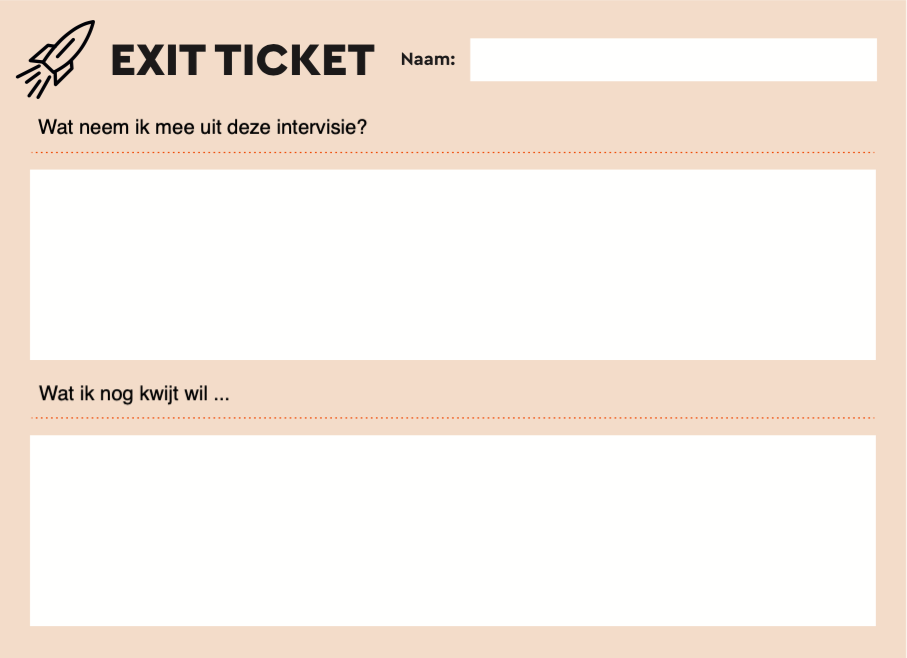 EXIT TICKET
Naam:
Wat neem ik mee uit deze intervisie?
Wat ik nog kwijt wil ...